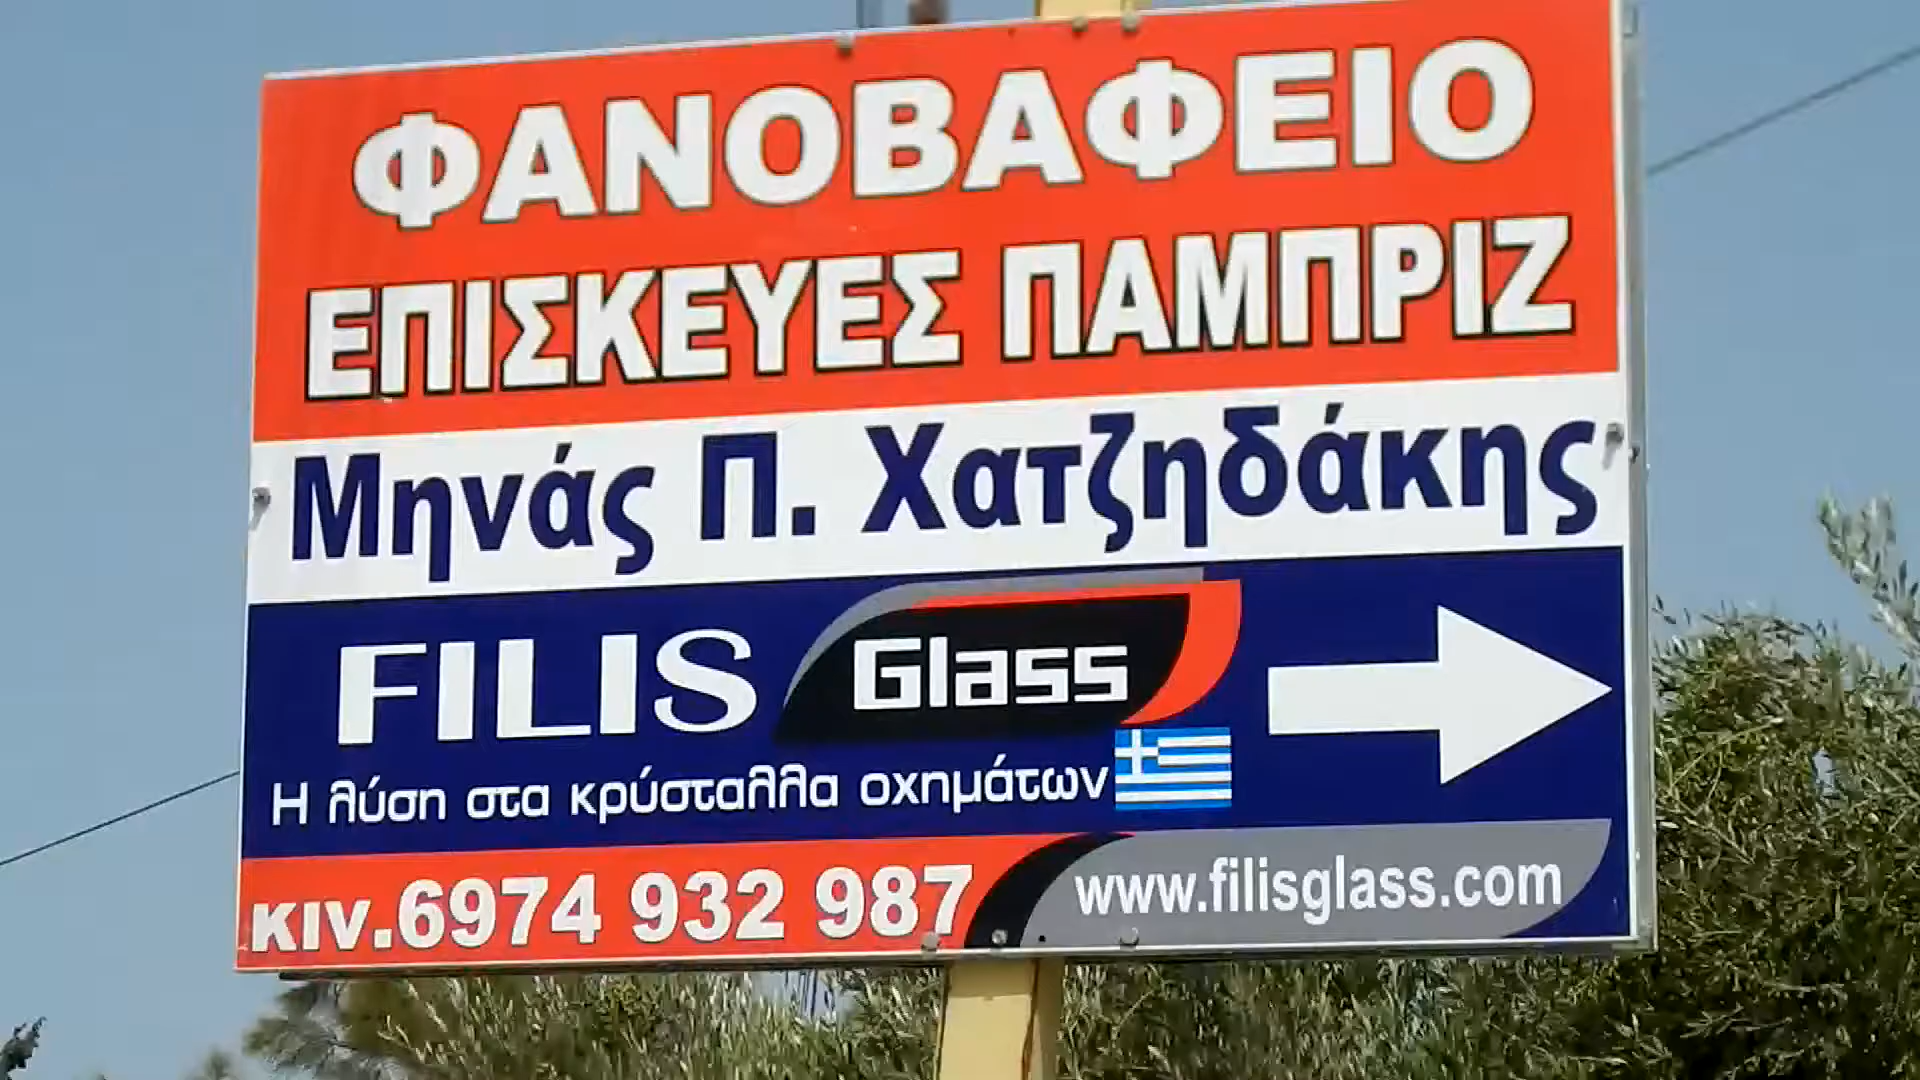 ΦΑΝΟΒΑΦΕΙΟ
ΕΠΙΣΚΕΥΕΣ ΠΑΜΠΡΙΖ
Μηνάς Π. Χατζηδάκης
FILIS Glass
Η λύση στα κρύσταλλα οχημάτων
κιν.6974 932 987
www.filisglass.com